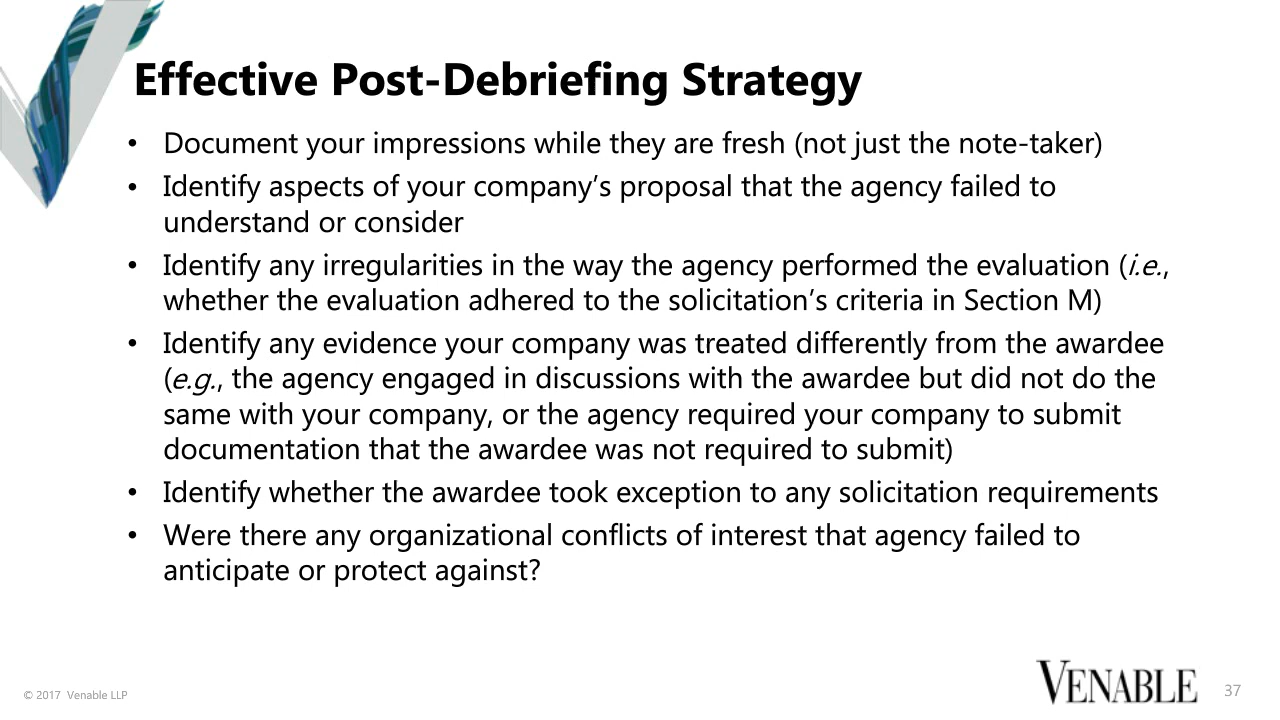 Effective Post-Debriefing Strategy
• Document your impressions while they are fresh (not just the note-taker)
• Identify aspects of your company’s proposal that the agency failed to
understand or consider
• Identify any irregularities in the way the agency performed the evaluation (i.e.,
whether the evaluation adhered to the solicitation’s criteria in Section M)
• Identify any evidence your company was treated differently from the awardee
(e.g., the agency engaged in discussions with the awardee but did not do the
same with your company, or the agency required your company to submit
documentation that the awardee was not required to submit)
• Identify whether the awardee took exception to any solicitation requirements
• Were there any organizational conflicts of interest that agency failed to
anticipate or protect against?
© 2017 Venable LLP
VENABLE
37